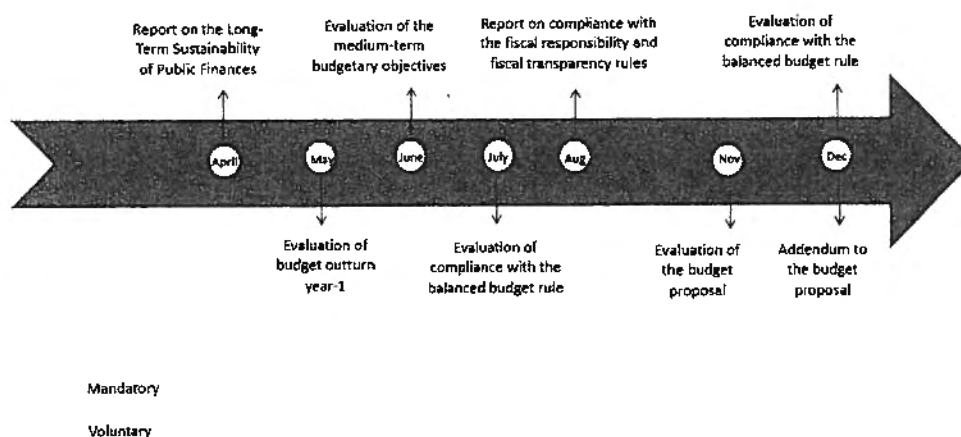 Report on the Long-
Term Sustainability
of Public Finances
Evaluation of the
medium-term
budgetary objectives
Report on compliance with
the fiscal responsibility and
fiscal transparency rules
Evaluation of
compliance with the
balanced budget rule
April
May
June
July
Aug
Nov
Dec
Evaluation of
budget outturn
year-1
Evaluation of
compliance with the
balanced budget rule
Evaluation of
the budget
proposal
Addendum to
the budget
proposal
Mandatory
Voluntary